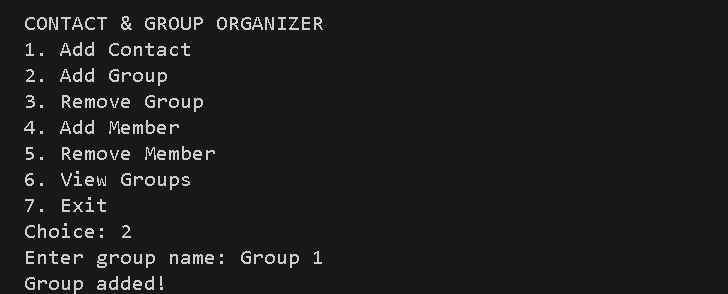 CONTACT & GROUP ORGANIZER
1. Add Contact
2. Add Group
3. Remove Group
4. Add Member
5. Remove Member
6. View Groups
7. Exit
Choice: 2
Enter group name: Group 1
Group added!